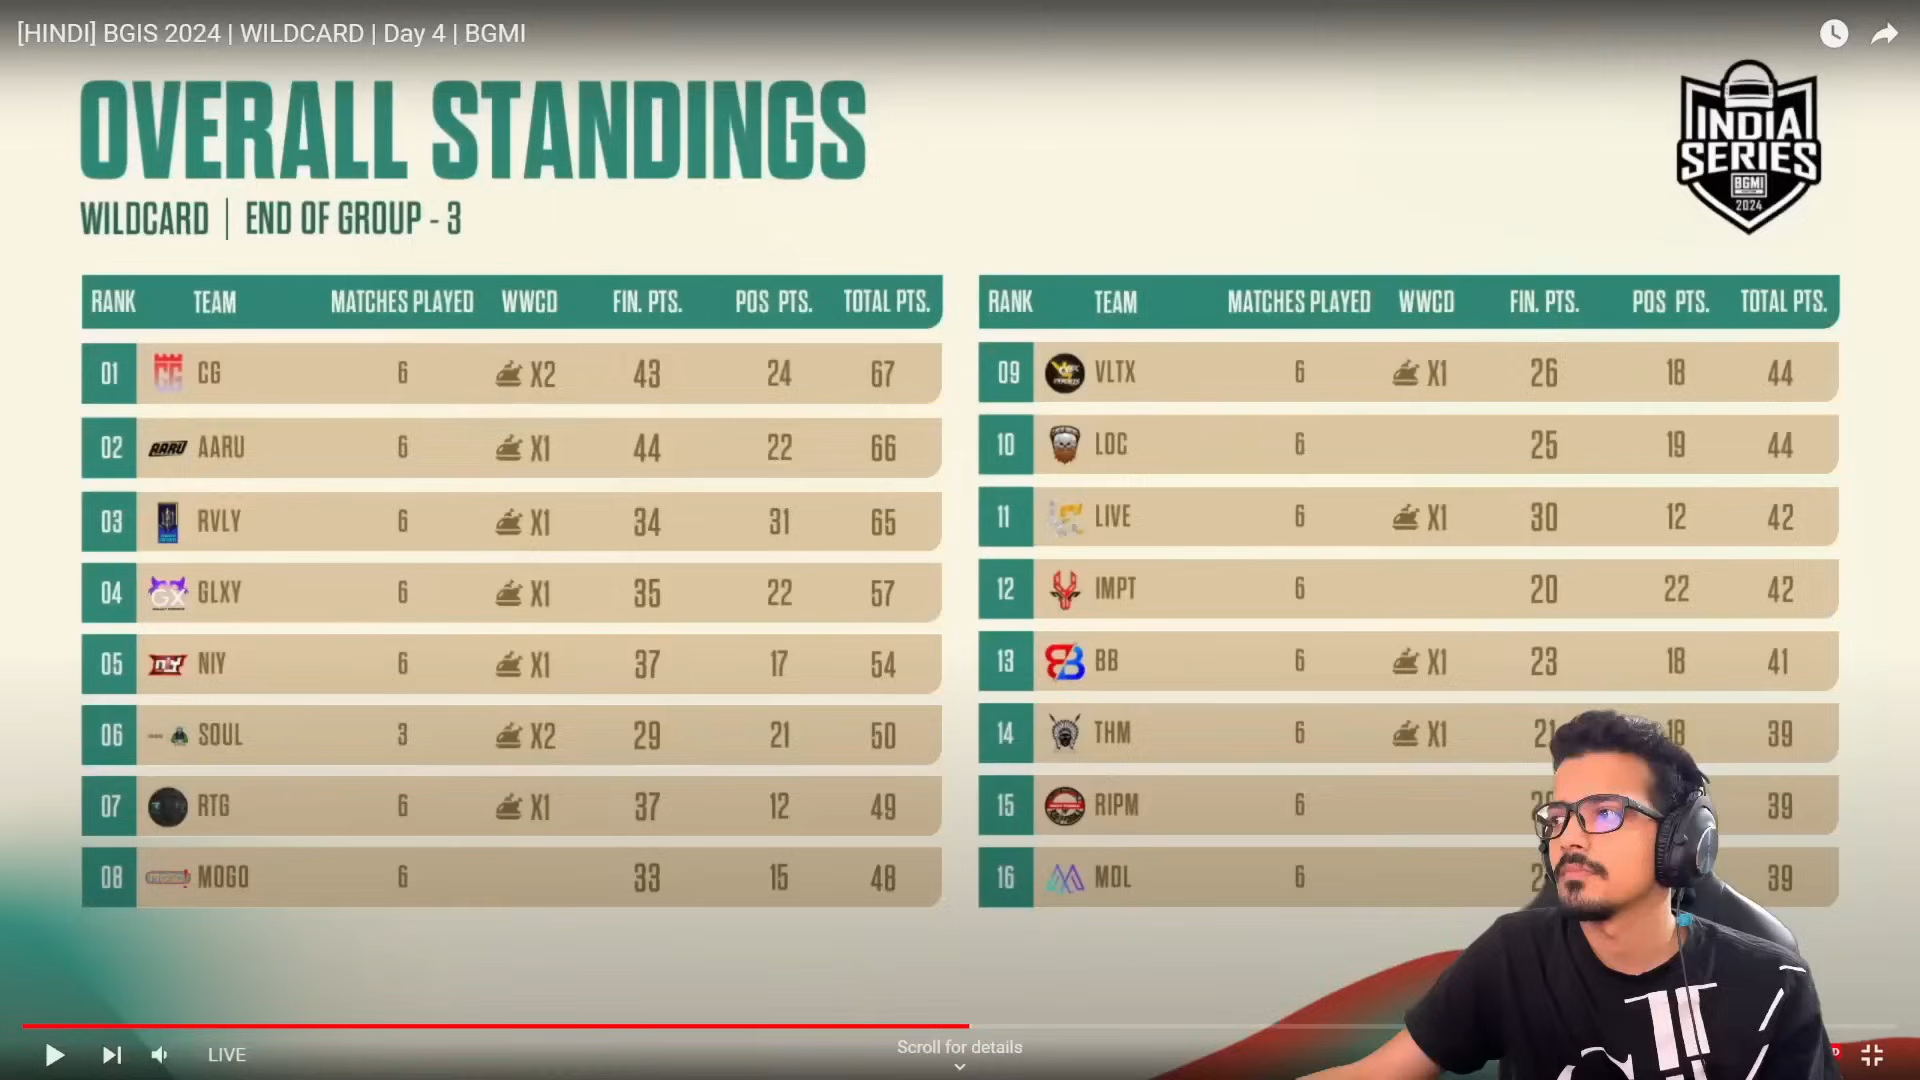 [HINDI] BGIS 2024 | WILDCARD | Day 4 | BGMI
OVERALL STANDINGS
WILDCARD | END OF GROUP - 3
INDIA
SERIES
BGMI
2024
RANK TEAM MATCHES PLAYED WWCD FIN. PTS. POS PTS. TOTAL PTS.
01 CG CG 6 X2 43 24 67
02 AARU AARU 6 X1 44 22 66
03 RVLY 6 X1 34 31 65
04 GX GLXY 6 X1 35 22 57
05 NIY NIY 6 X1 37 17 54
06 SOUL 3 X2 29 21 50
07 RTG 6 X1 37 12 49
08 MOGO 6 33 15 48
RANK TEAM MATCHES PLAYED WWCD FIN. PTS. POS PTS. TOTAL PTS.
09 VLTX 6 X1 26 18 44
10 LOC 6 25 19 44
11 LIVE 6 X1 30 12 42
12 IMPT 6 20 22 42
13 BB 6 X1 23 18 41
14 THM 6 X1 21 18 39
15 RIPM 6 39
16 MDL 6 39
LIVE
Scroll for details